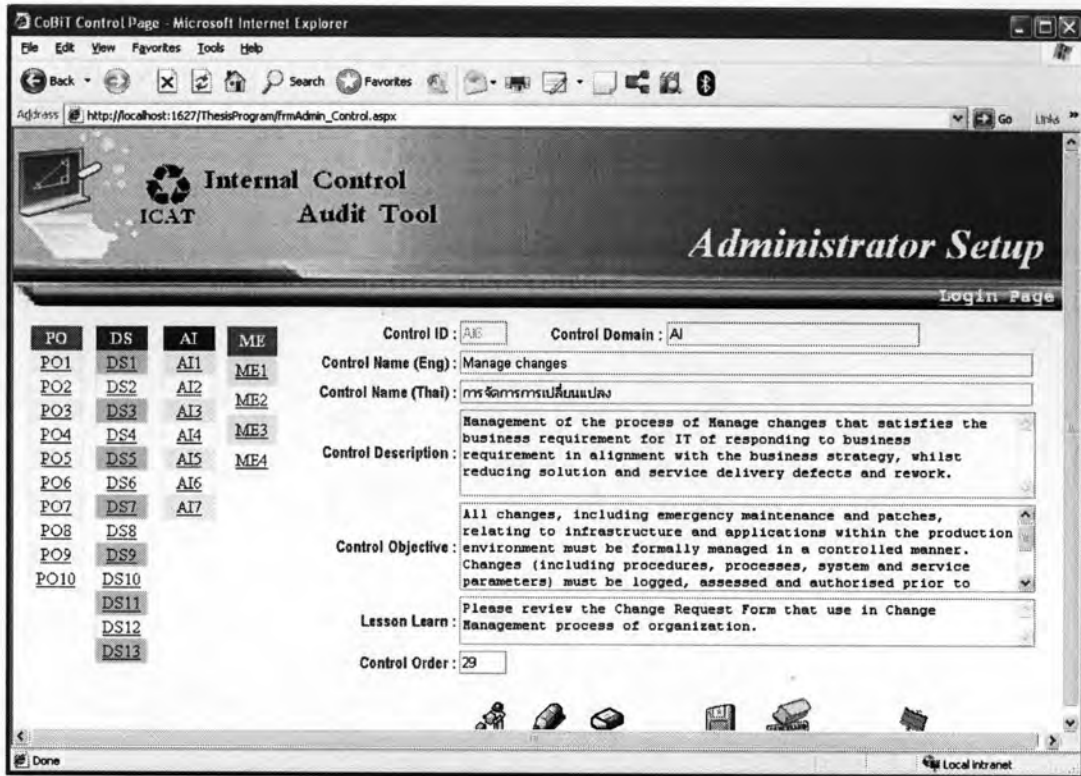 CoBiT Control Page - Microsoft Internet Explorer
File Edit View Favorites Tools Help
Back Search Favorites
Address http://localhost:1627/ThesisProgram/frmAdmin_Control.aspx Go Links »
Internal Control
ICAT Audit Tool
Administrator Setup
Login Page
PO DS AI ME
PO1 DS1 AI1 ME1
PO2 DS2 AI2 ME2
PO3 DS3 AI3 ME3
PO4 DS4 AI4 ME4
PO5 DS5 AI5
PO6 DS6 AI6
PO7 DS7 AI7
PO8 DS8
PO9 DS9
PO10 DS10
DS11
DS12
DS13
Control ID : AI6 Control Domain : AI
Control Name (Eng) : Manage changes
Control Name (Thai) : การจัดการการเปลี่ยนแปลง
Control Description :
Management of the process of Manage changes that satisfies the
business requirement for IT of responding to business
requirement in alignment with the business strategy, whilst
reducing solution and service delivery defects and rework.
Control Objective :
All changes, including emergency maintenance and patches,
relating to infrastructure and applications within the production
environment must be formally managed in a controlled manner.
Changes (including procedures, processes, system and service
parameters) must be logged, assessed and authorised prior to
Lesson Learn :
Please review the Change Request Form that use in Change
Management process of organization.
Control Order : 29
Done Local intranet